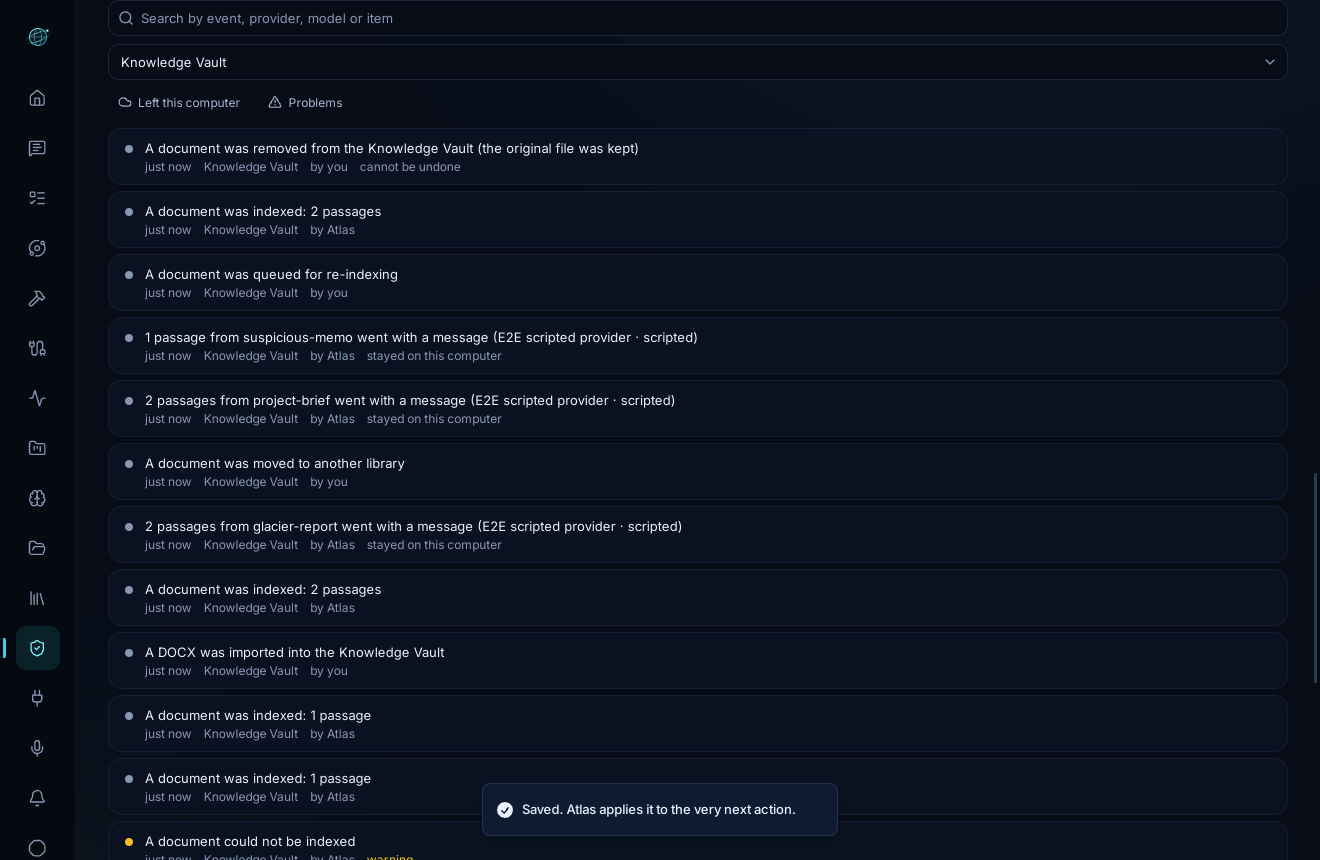 Search by event, provider, model or item
Knowledge Vault
Left this computer Problems
A document was removed from the Knowledge Vault (the original file was kept)
just now Knowledge Vault by you cannot be undone
A document was indexed: 2 passages
just now Knowledge Vault by Atlas
A document was queued for re-indexing
just now Knowledge Vault by you
1 passage from suspicious-memo went with a message (E2E scripted provider · scripted)
just now Knowledge Vault by Atlas stayed on this computer
2 passages from project-brief went with a message (E2E scripted provider · scripted)
just now Knowledge Vault by Atlas stayed on this computer
A document was moved to another library
just now Knowledge Vault by you
2 passages from glacier-report went with a message (E2E scripted provider · scripted)
just now Knowledge Vault by Atlas stayed on this computer
A document was indexed: 2 passages
just now Knowledge Vault by Atlas
A DOCX was imported into the Knowledge Vault
just now Knowledge Vault by you
A document was indexed: 1 passage
just now Knowledge Vault by Atlas
A document was indexed: 1 passage
just now Knowledge Vault by Atlas
Saved. Atlas applies it to the very next action.
A document could not be indexed
just now Knowledge Vault by Atlas warning